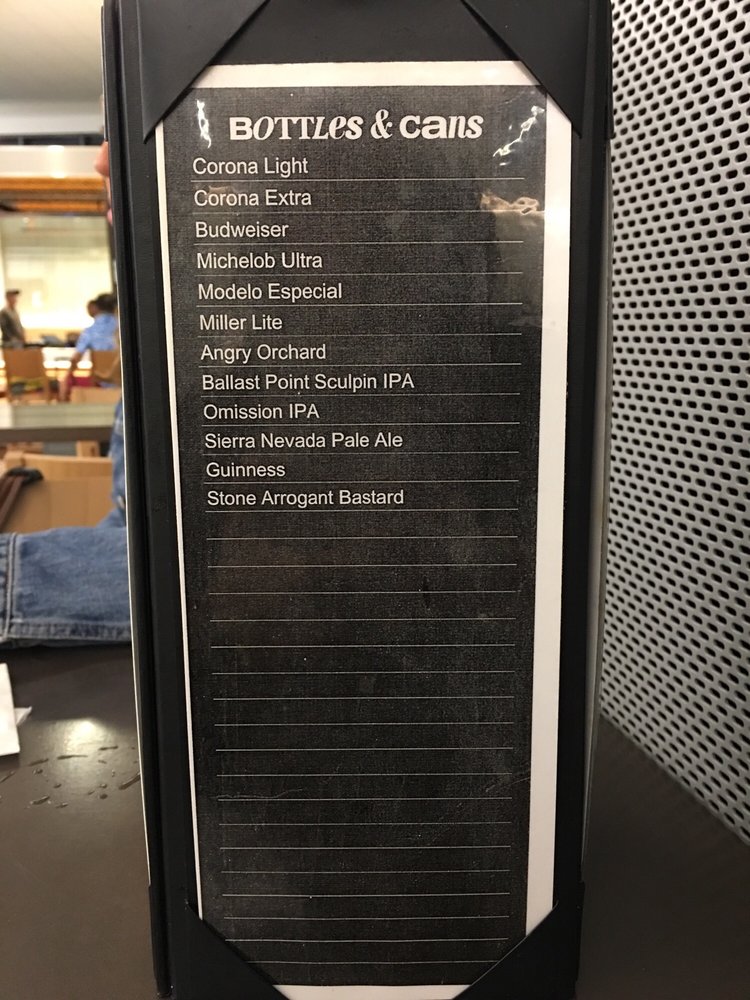 BOTTLes & cans
Corona Light
Corona Extra
Budweiser
Michelob Ultra
Modelo Especial
Miller Lite
Angry Orchard
Ballast Point Sculpin IPA
Omission IPA
Sierra Nevada Pale Ale
Guinness
Stone Arrogant Bastard